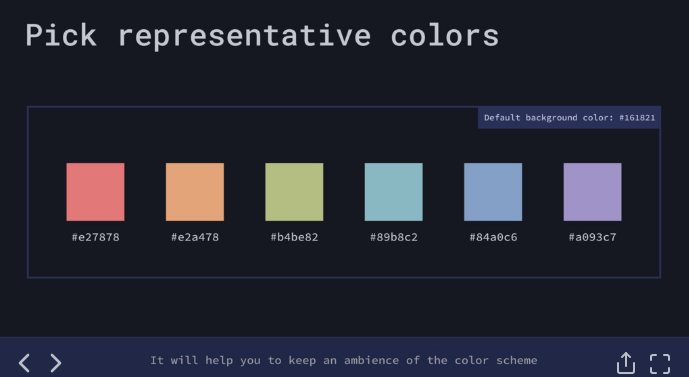 Pick representative colors
Default background color: #161821
#e27878
#e2a478
#b4be82
#89b8c2
#84a0c6
#a093c7
It will help you to keep an ambience of the color scheme